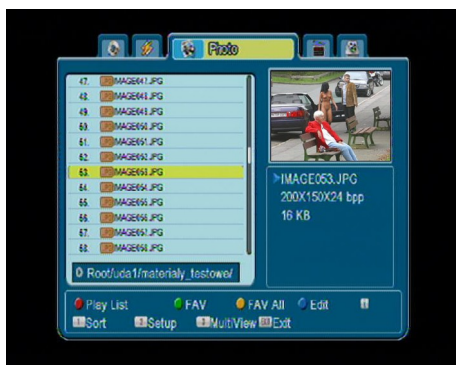 Photo
47. IMAGE047.JPG
48. IMAGE048.JPG
49. IMAGE049.JPG
50. IMAGE050.JPG
51. IMAGE051.JPG
52. IMAGE052.JPG
53. IMAGE053.JPG
54. IMAGE054.JPG
55. IMAGE055.JPG
56. IMAGE056.JPG
57. IMAGE057.JPG
58. IMAGE058.JPG
IMAGE053.JPG
200X150X24 bpp
16 KB
0 Root/uda1/materialy_testowe/
Play List FAV FAV All Edit
1 Sort 2 Setup 3 MultiView Exit